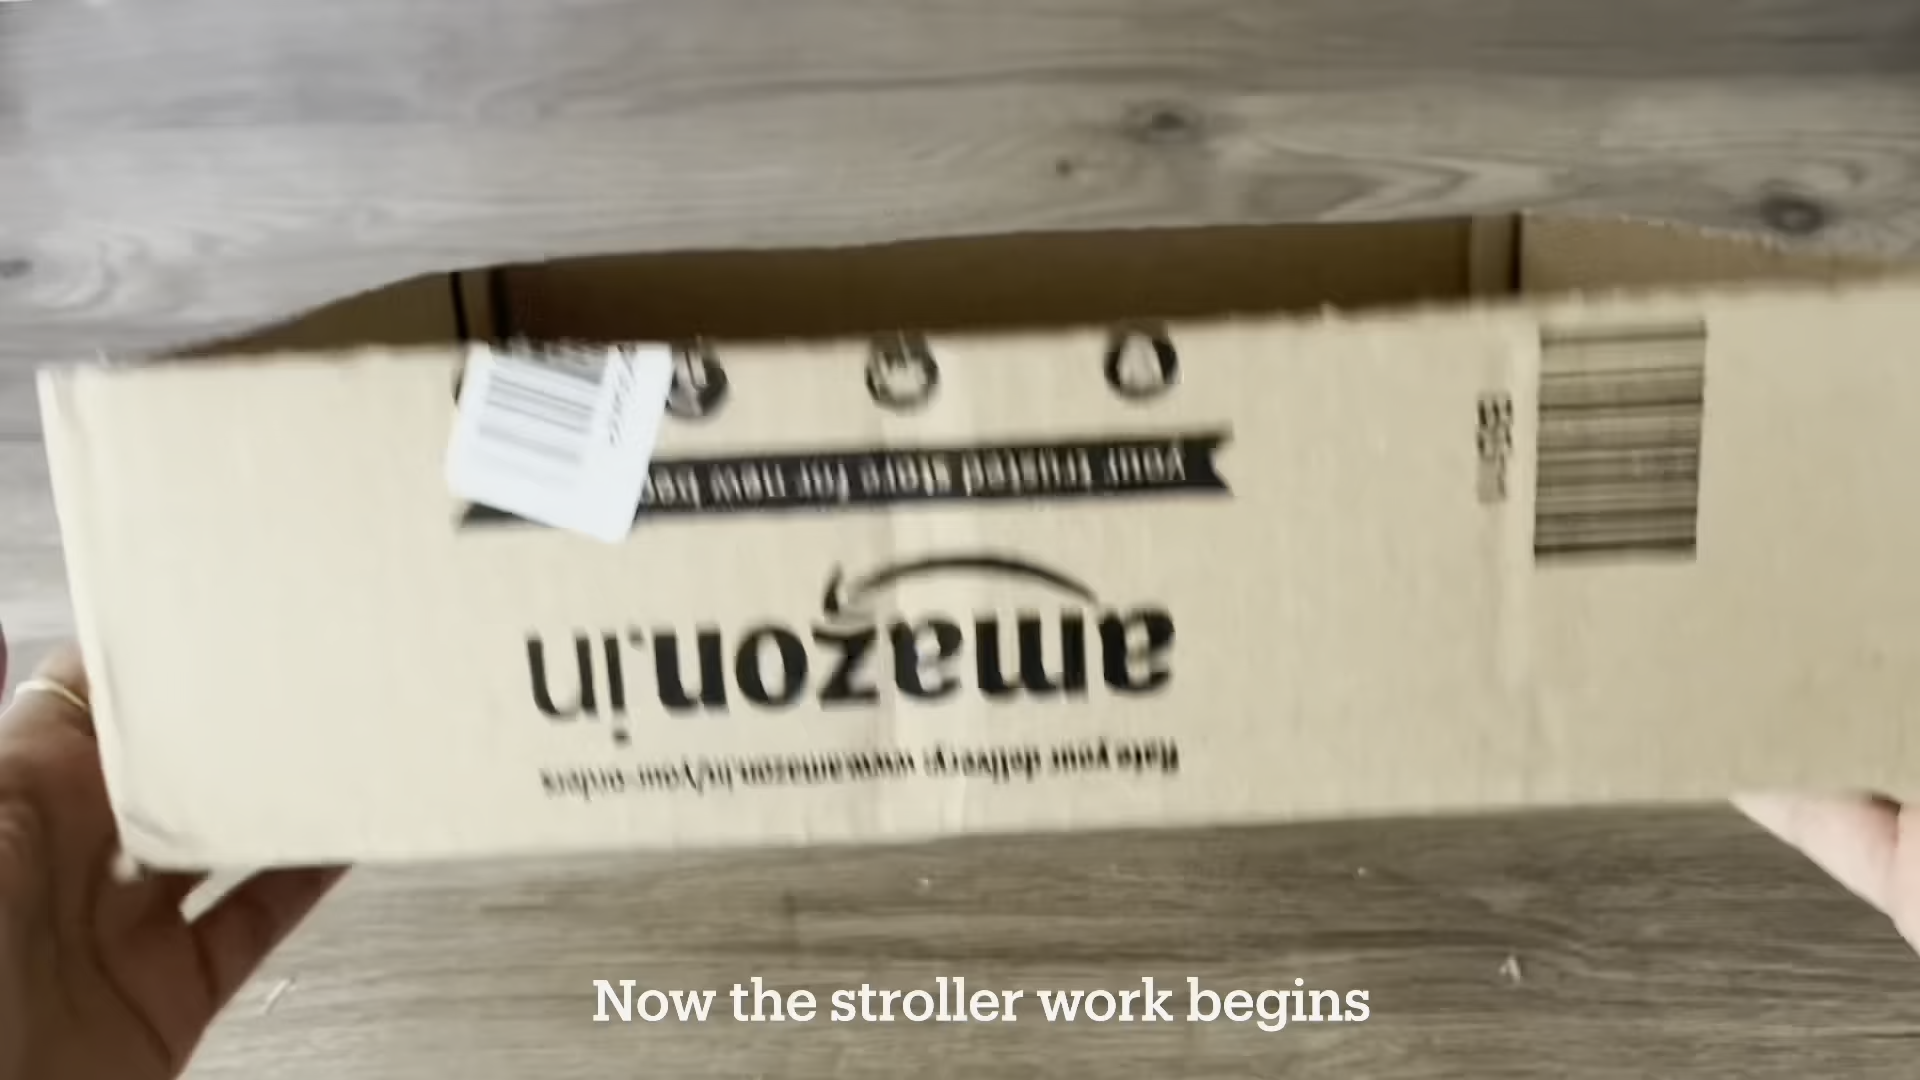 your trusted store for new
amazon.in
Rate your delivery: www.amazon.in/your-orders
Now the stroller work begins